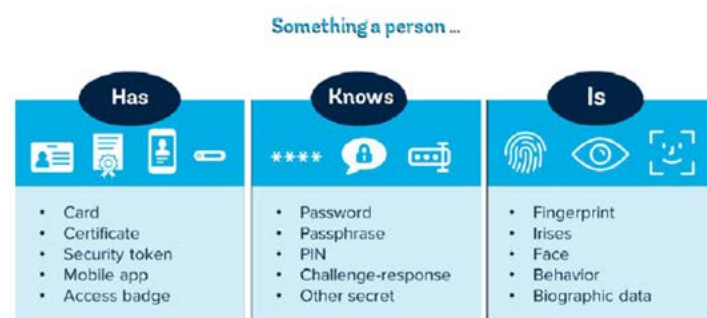 Something a person ...
Has
Card
Certificate
Security token
Mobile app
Access badge
Knows
****
Password
Passphrase
PIN
Challenge-response
Other secret
Is
Fingerprint
Irises
Face
Behavior
Biographic data